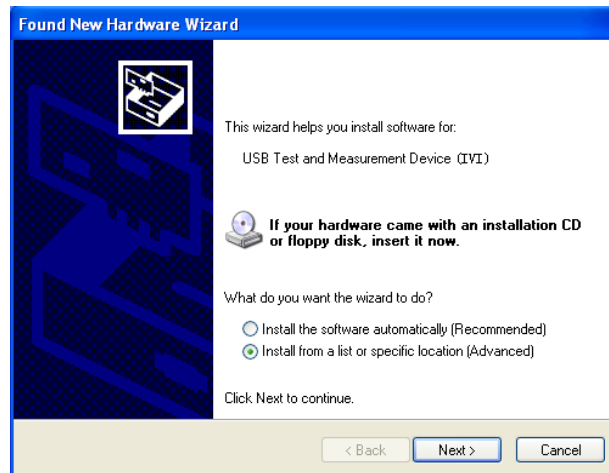 Found New Hardware Wizard
This wizard helps you install software for:
USB Test and Measurement Device (IVI)
If your hardware came with an installation CD
or floppy disk, insert it now.
What do you want the wizard to do?
Install the software automatically (Recommended)
Install from a list or specific location (Advanced)
Click Next to continue.
< Back Next > Cancel